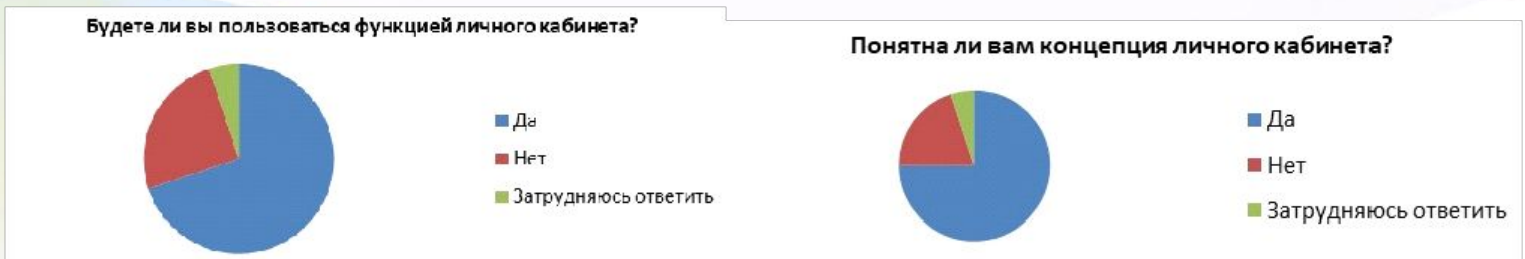 Будете ли вы пользоваться функцией личного кабинета?
Да
Нет
Затрудняюсь ответить
Понятна ли вам концепция личного кабинета?
Да
Нет
Затрудняюсь ответить